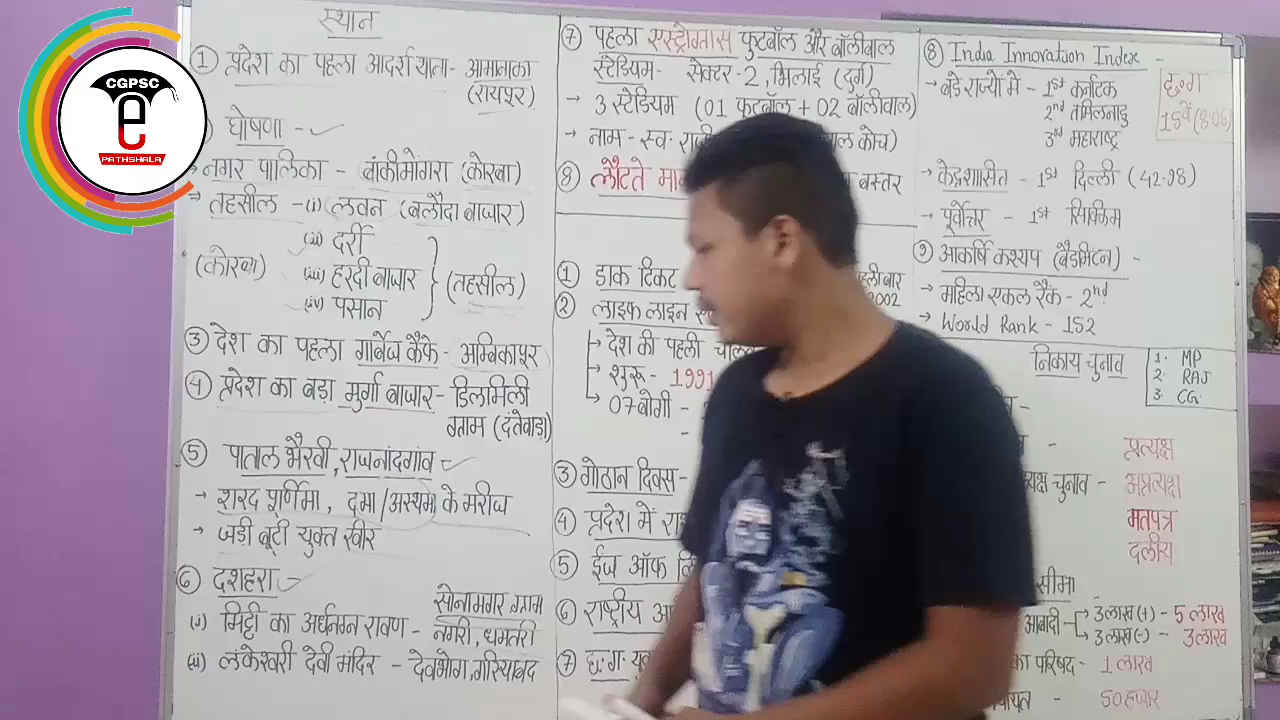 CGPSC
e
PATHSHALA
स्थान
① प्रदेश का पहला आदर्श थाना - आमानाका
(रायपुर)
घोषणा -
→ नगर पालिका - बांकीमोंगरा (कोरबा)
→ तहसील - (i) लवन (बलौदा बाजार)
(ii) दर्री
(कोरबा) (iii) हरदी बाजार (तहसील)
(iv) पसान
③ देश का पहला गार्बेज कैफे - अम्बिकापुर
④ प्रदेश का बड़ा मुर्गा बाजार - डिलमिली
ग्राम (दंतेवाड़ा)
⑤ पाताल भैरवी, राजनांदगांव
→ शरद पूर्णिमा, दमा/अस्थमा के मरीज
→ जड़ी बूटी युक्त खीर
⑥ दशहरा -
सोनामगर ग्राम
(i) मिट्टी का अर्धनग्न रावण - नगरी, धमतरी
(ii) लंकेश्वरी देवी मंदिर - देवभोग, गरियाबंद
⑦ पहला एस्ट्रोग्रास फुटबॉल और बॉलीबाल
स्टेडियम - सेक्टर-2, भिलाई (दुर्ग)
→ 3 स्टेडियम (01 फुटबॉल + 02 बॉलीबाल)
→ नाम - स्व. कोच)
⑧ लौटते बस्तर
① डाक टिकट
2002
② लाइफ लाइन
→ देश की पहली
→ शुरू - 1991
→ 07 बोगी -
③ गोठान दिवस -
④ प्रदेश में
⑤ ईज ऑफ
⑥ राष्ट्रीय
⑦ छ.ग.
⑧ India Innovation Index -
→ बड़े राज्यों में - 1st कर्नाटक
2nd तमिलनाडु
3rd महाराष्ट्र
छ.ग
15वें
→ केंद्रशासित - 1st दिल्ली (42.98)
→ पूर्वोत्तर - 1st सिक्किम
⑨ आकर्षि कश्यप (बैडमिंटन) -
→ महिला एकल रैंक - 2nd
→ World Rank - 152
निकाय चुनाव
1. MP
2. RAJ
3. CG.
प्रत्यक्ष
चुनाव - अप्रत्यक्ष
मतपत्र
दलीय
सीमा
आबादी - 3 लाख (+) - 5 लाख
3 लाख (-) - 3 लाख
परिषद - 1 लाख
50 हजार